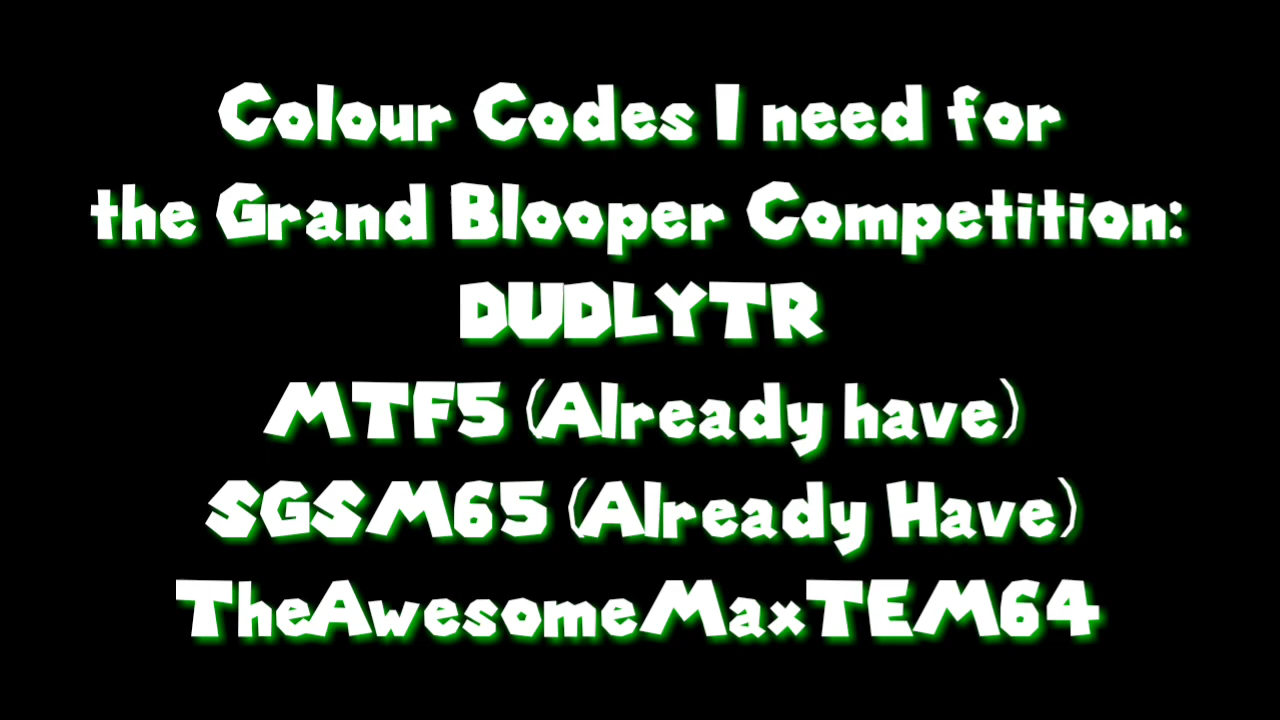 Colour Codes I need for
the Grand Blooper Competition:
DUDLYTR
MTF5 (Already have)
SGSM65 (Already Have)
TheAwesomeMaxTEM64